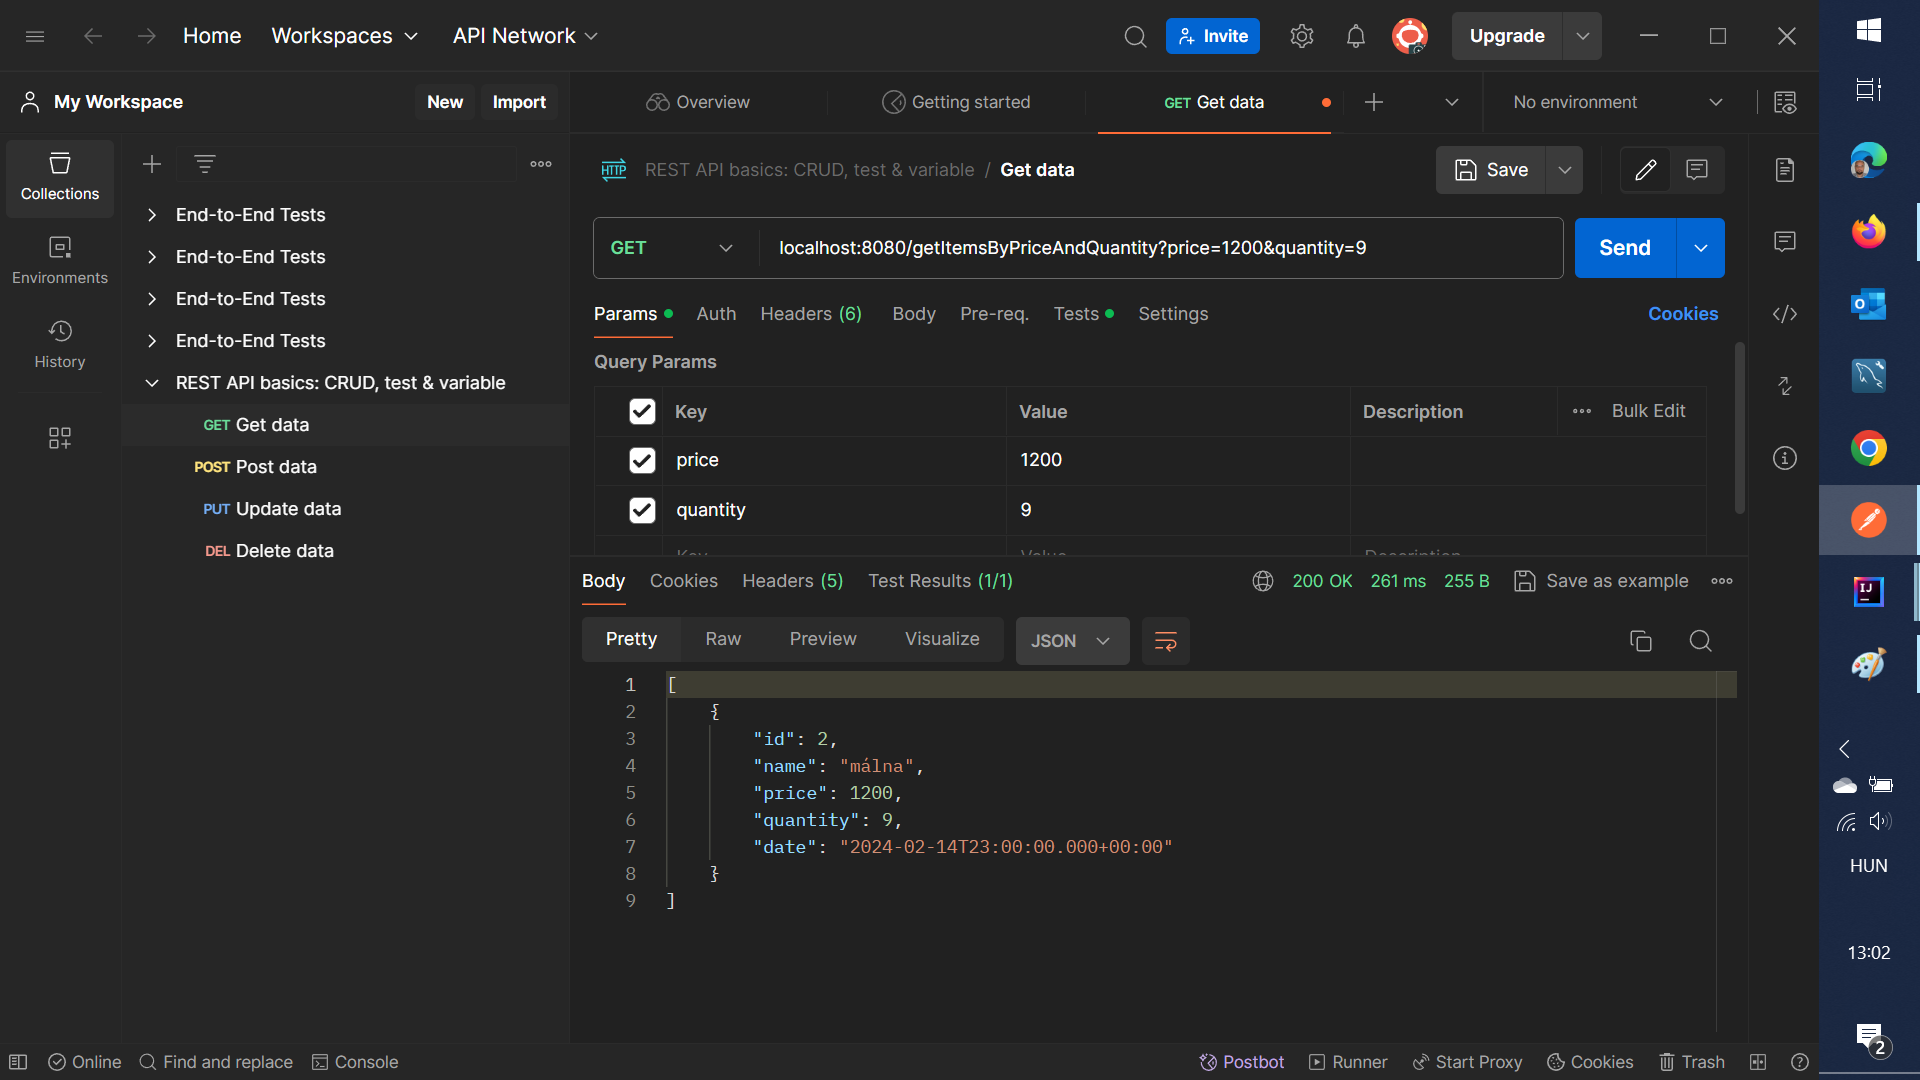 Home Workspaces API Network Invite Upgrade
My Workspace New Import Overview Getting started GET Get data No environment
Collections
Environments
History
End-to-End Tests
End-to-End Tests
End-to-End Tests
End-to-End Tests
REST API basics: CRUD, test & variable
GET Get data
POST Post data
PUT Update data
DEL Delete data
HTTP REST API basics: CRUD, test & variable / Get data Save
GET localhost:8080/getItemsByPriceAndQuantity?price=1200&quantity=9 Send
Params Auth Headers (6) Body Pre-req. Tests Settings Cookies
Query Params
Key Value Description Bulk Edit
price 1200
quantity 9
Key Value Description
Body Cookies Headers (5) Test Results (1/1) 200 OK 261 ms 255 B Save as example
Pretty Raw Preview Visualize JSON
1 [
2 {
3 "id": 2,
4 "name": "málna",
5 "price": 1200,
6 "quantity": 9,
7 "date": "2024-02-14T23:00:00.000+00:00"
8 }
9 ]
Online Find and replace Console Postbot Runner Start Proxy Cookies Trash
IJ
HUN
13:02
2